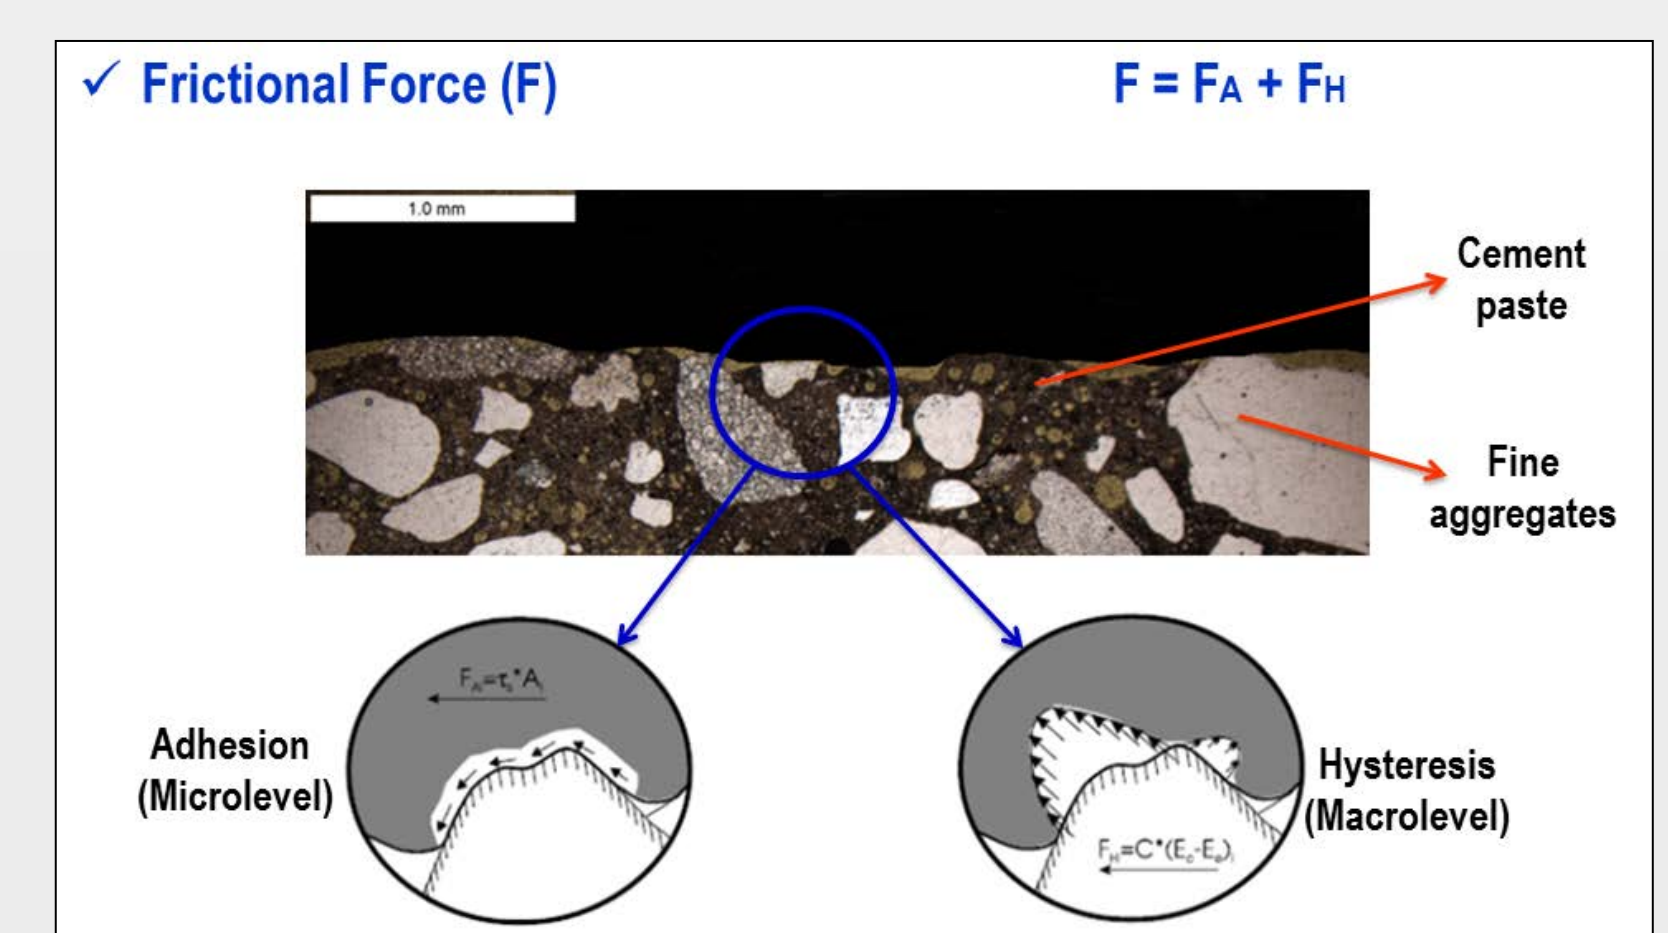 ✓ Frictional Force (F)
F = FA + FH
1.0 mm
Cement
paste
Fine
aggregates
Adhesion
(Microlevel)
Hysteresis
(Macrolevel)